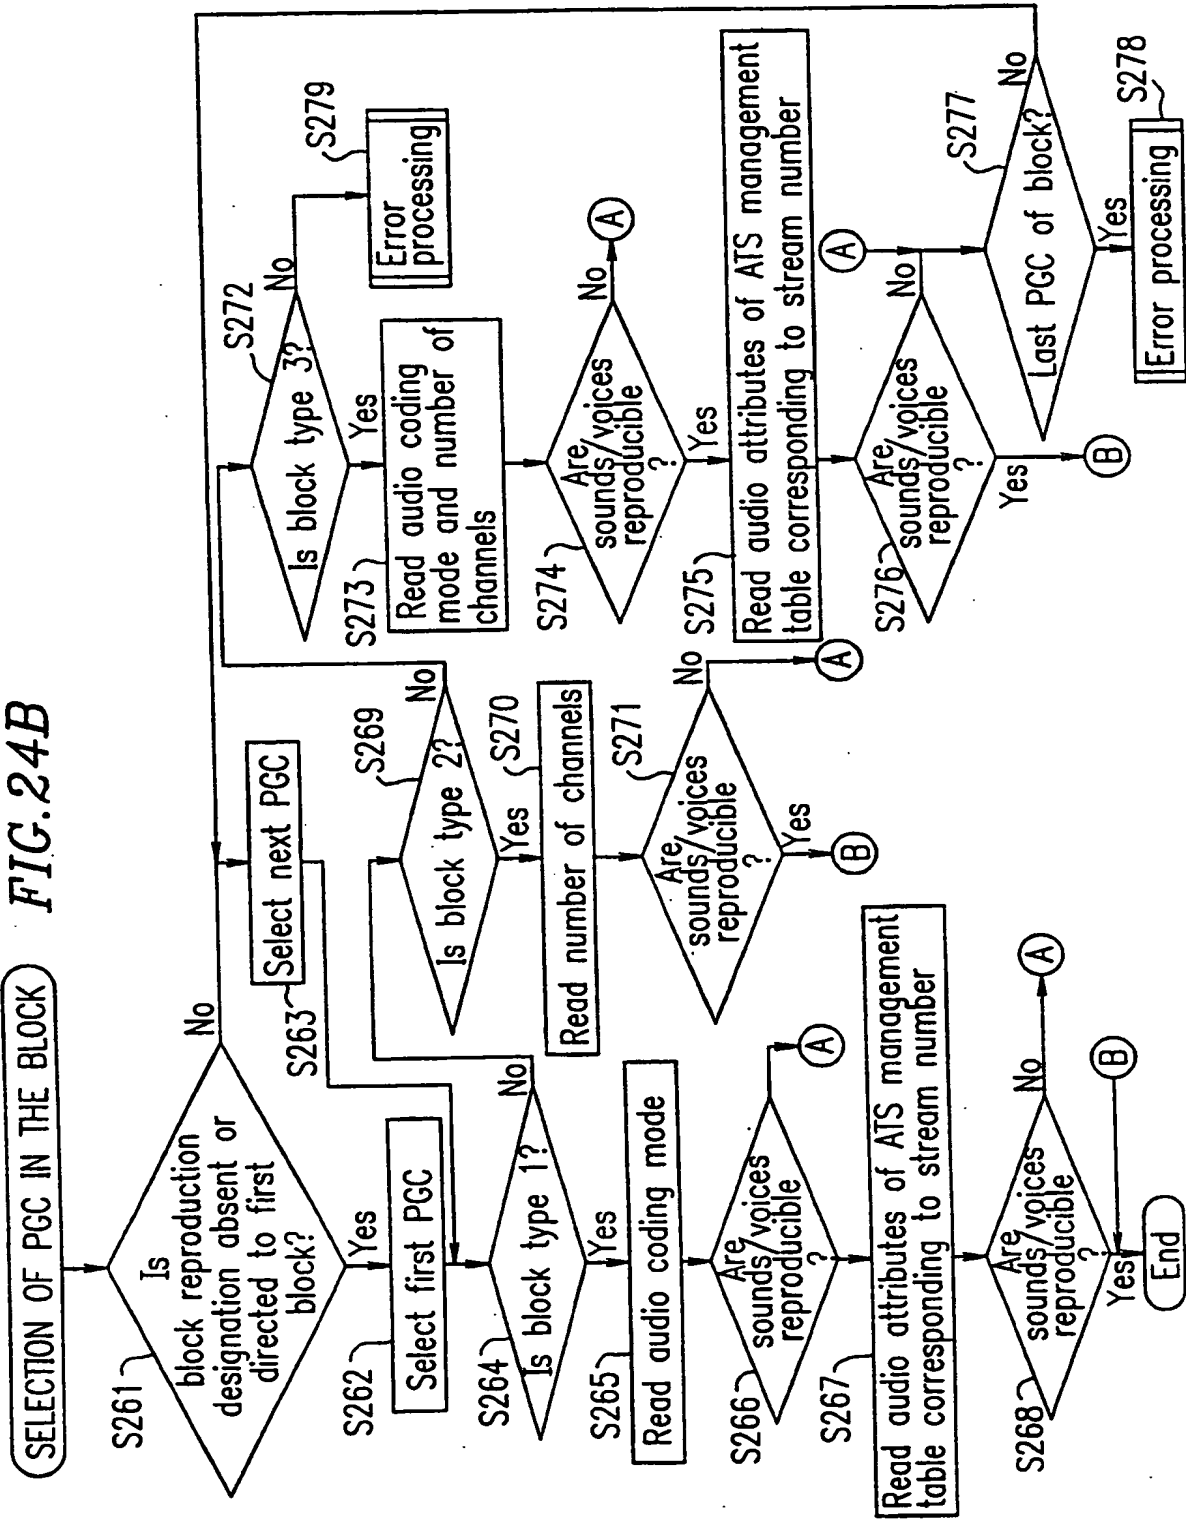 FIG.24B
SELECTION OF PGC IN THE BLOCK
S261
Is
block reproduction
designation absent or
directed to first
block?
No
Yes
S262
Select first PGC
S263
Select next PGC
S264
Is block type 1?
No
Yes
S265
Read audio coding mode
S266
Are
sounds/voices
reproducible
?
A
S267
Read audio attributes of ATS management
table corresponding to stream number
S268
Are
sounds/voices
reproducible
?
No
A
Yes
B
End
S269
Is block type 2?
No
Yes
S270
Read number of channels
S271
Are
sounds/voices
reproducible
?
No
A
Yes
B
S272
Is block type 3?
No
S279
Error
processing
Yes
S273
Read audio coding
mode and number of
channels
S274
Are
sounds/voices
reproducible
?
No
A
Yes
S275
Read audio attributes of ATS management
table corresponding to stream number
S276
Are
sounds/voices
reproducible
?
No
A
Yes
B
S277
Last PGC of block?
No
Yes
S278
Error processing